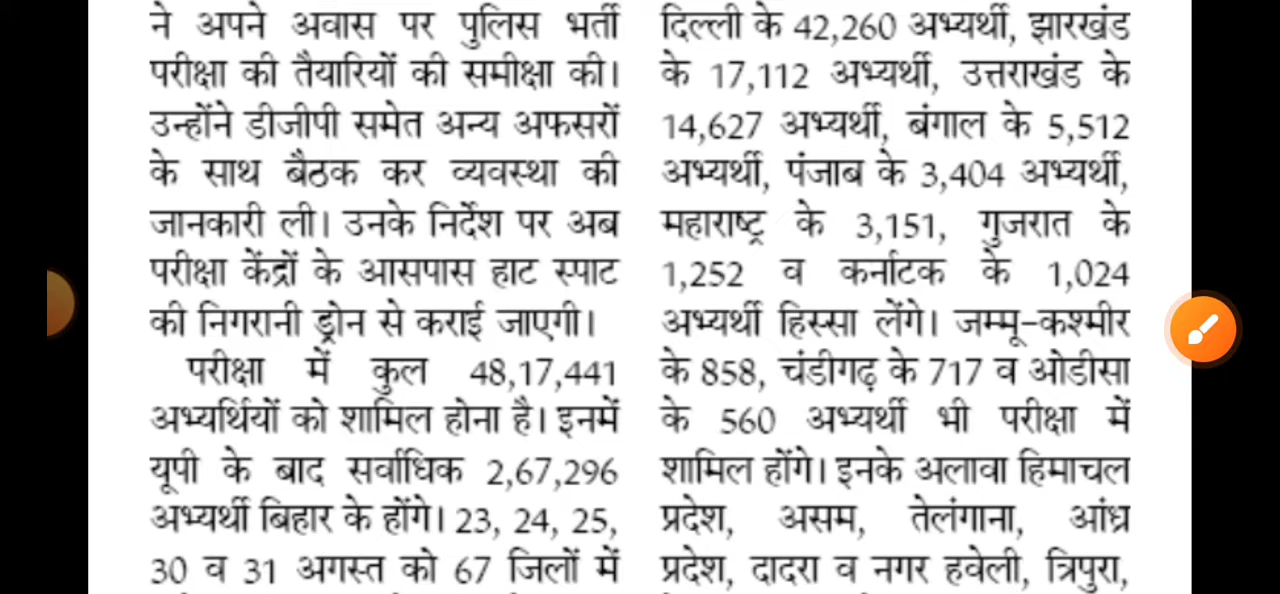 ने अपने अवास पर पुलिस भर्ती
परीक्षा की तैयारियों की समीक्षा की।
उन्होंने डीजीपी समेत अन्य अफसरों
के साथ बैठक कर व्यवस्था की
जानकारी ली। उनके निर्देश पर अब
परीक्षा केंद्रों के आसपास हाट स्पाट
की निगरानी ड्रोन से कराई जाएगी।
परीक्षा में कुल 48,17,441
अभ्यर्थियों को शामिल होना है। इनमें
यूपी के बाद सर्वाधिक 2,67,296
अभ्यर्थी बिहार के होंगे। 23, 24, 25,
30 व 31 अगस्त को 67 जिलों में
दिल्ली के 42,260 अभ्यर्थी, झारखंड
के 17,112 अभ्यर्थी, उत्तराखंड के
14,627 अभ्यर्थी, बंगाल के 5,512
अभ्यर्थी, पंजाब के 3,404 अभ्यर्थी,
महाराष्ट्र के 3,151, गुजरात के
1,252 व कर्नाटक के 1,024
अभ्यर्थी हिस्सा लेंगे। जम्मू-कश्मीर
के 858, चंडीगढ़ के 717 व ओडीसा
के 560 अभ्यर्थी भी परीक्षा में
शामिल होंगे। इनके अलावा हिमाचल
प्रदेश, असम, तेलंगाना, आंध्र
प्रदेश, दादरा व नगर हवेली, त्रिपुरा,